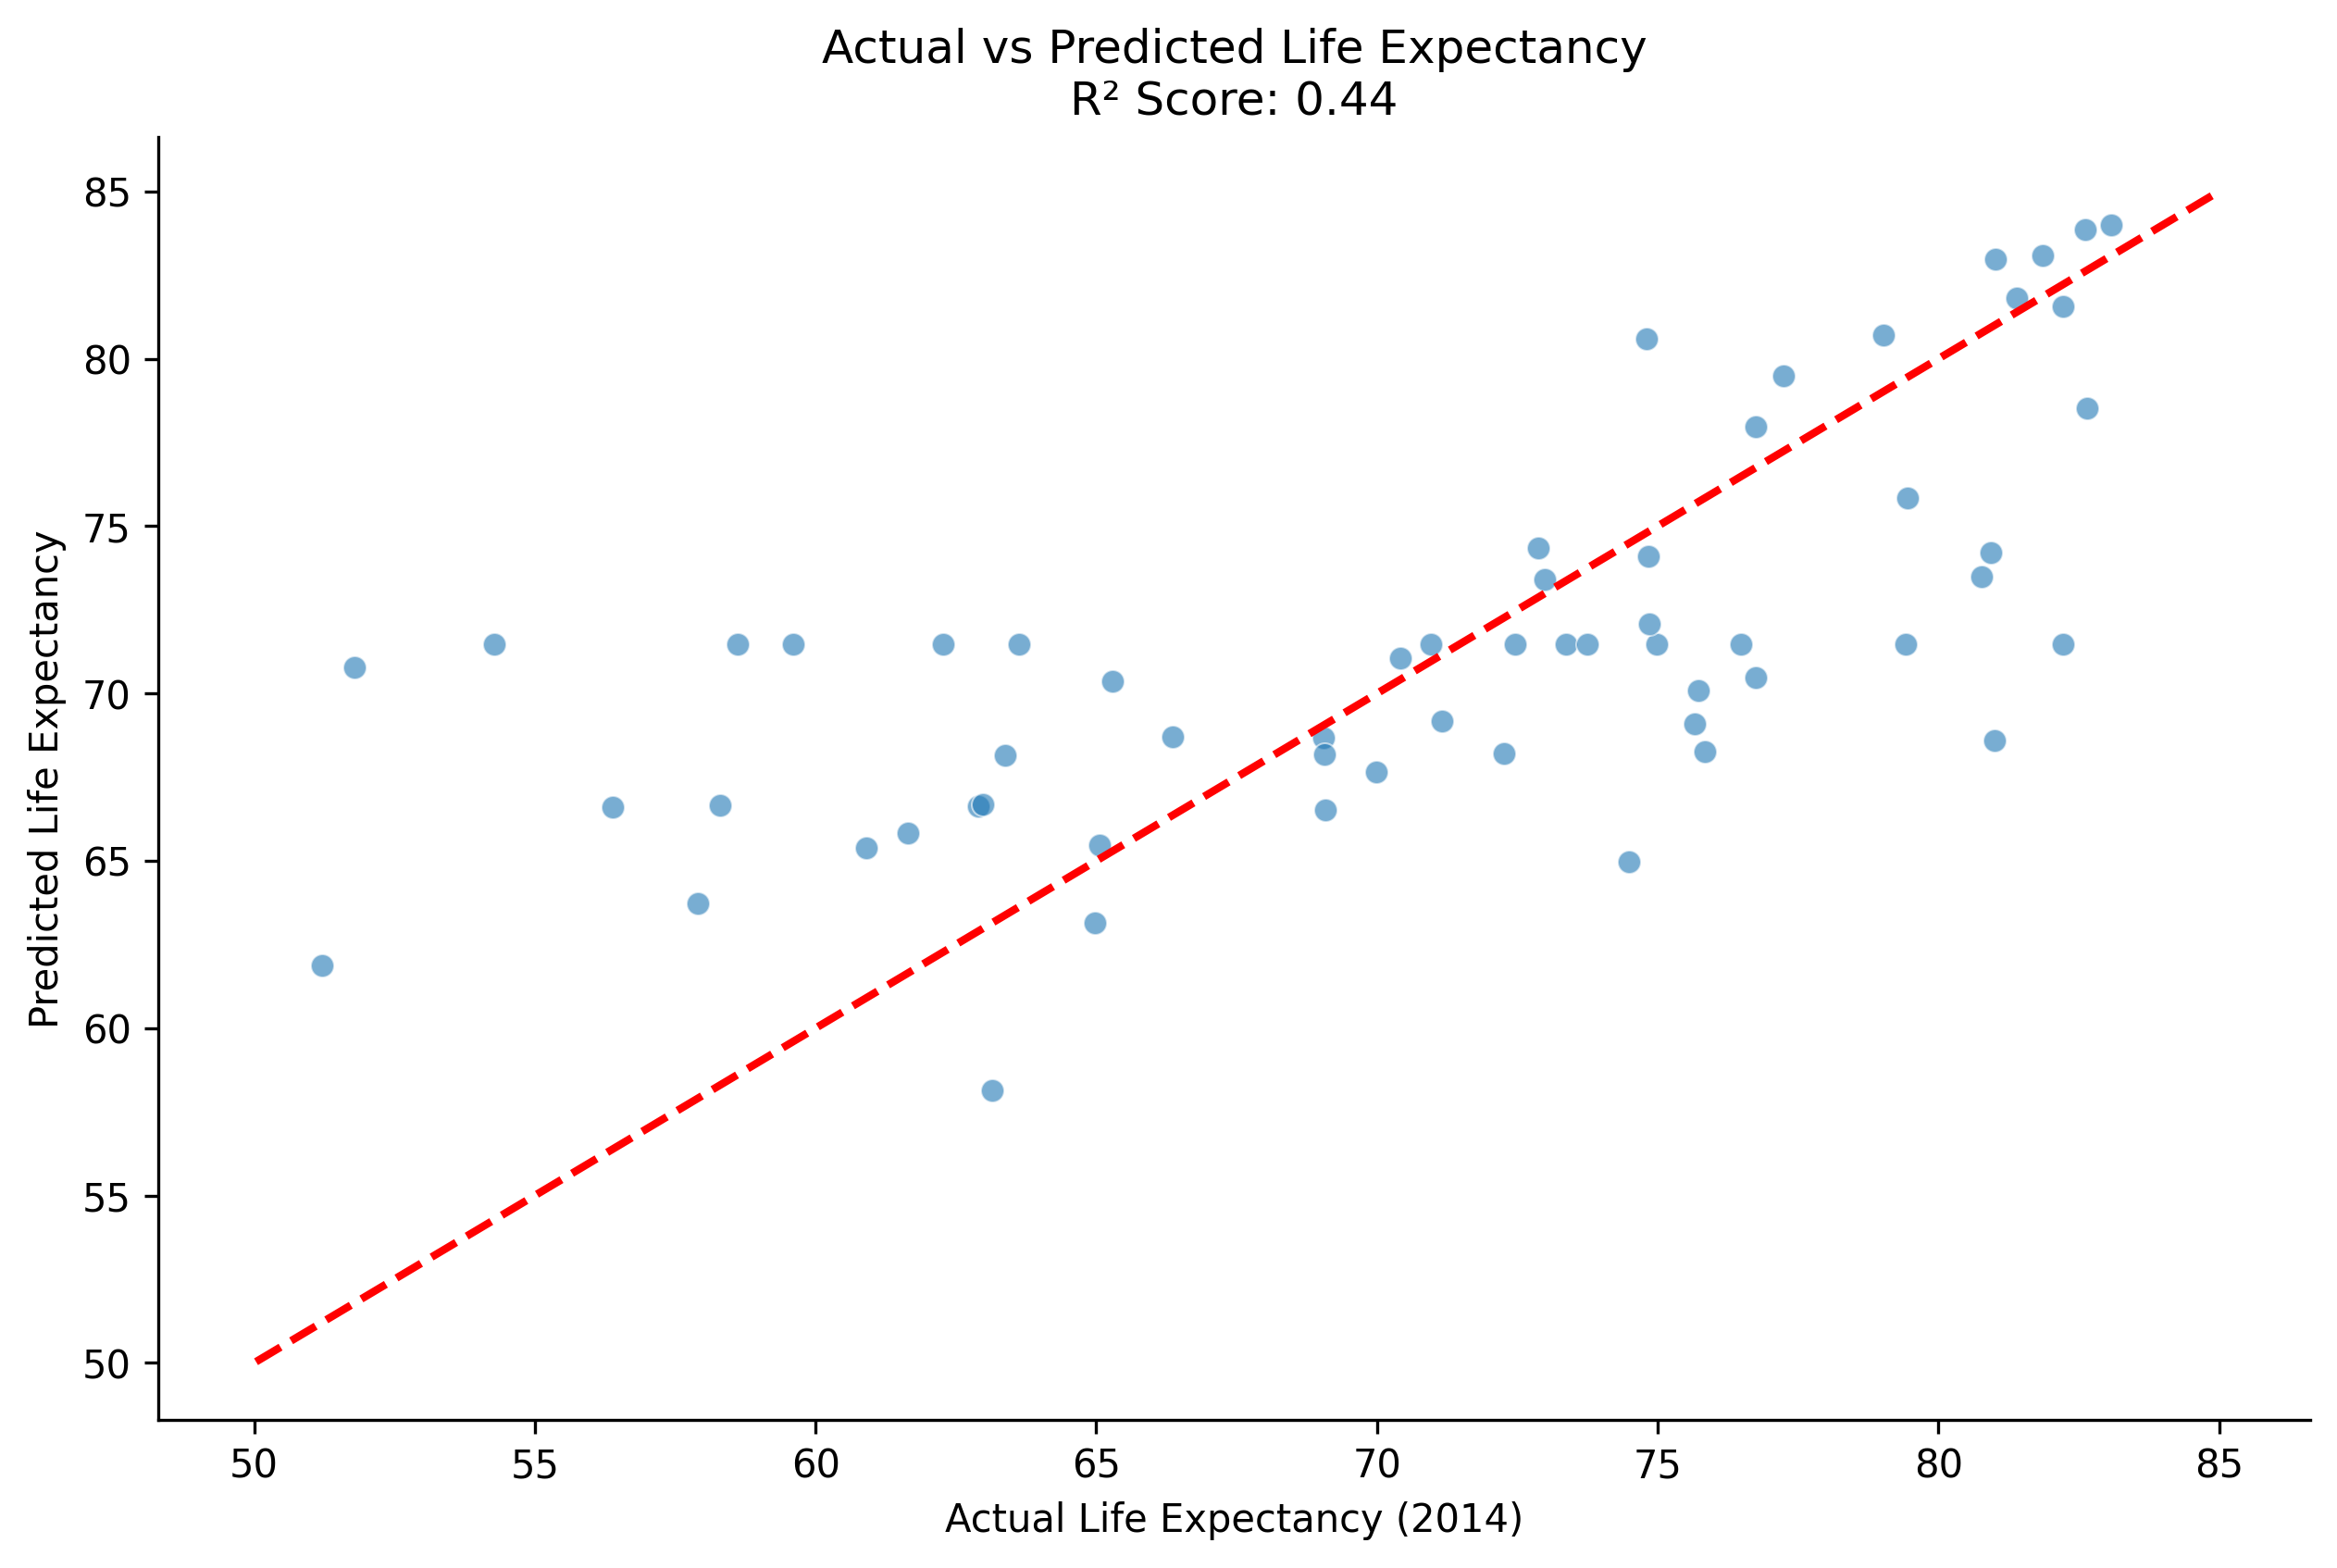 Actual vs Predicted Life Expectancy
R² Score: 0.44
85
80
75
70
65
60
55
50
Predicted Life Expectancy
50 55 60 65 70 75 80 85
Actual Life Expectancy (2014)